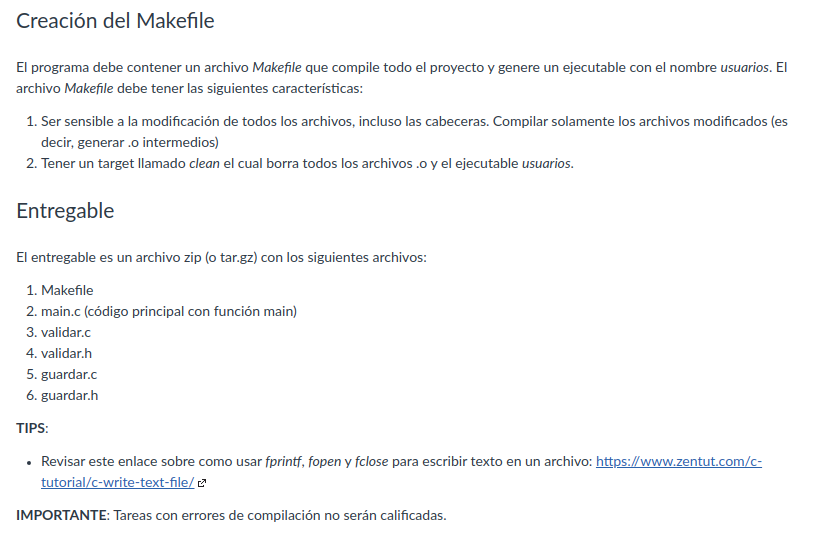 Creación del Makefile
El programa debe contener un archivo Makefile que compile todo el proyecto y genere un ejecutable con el nombre usuarios. El
archivo Makefile debe tener las siguientes características:
1. Ser sensible a la modificación de todos los archivos, incluso las cabeceras. Compilar solamente los archivos modificados (es
decir, generar .o intermedios)
2. Tener un target llamado clean el cual borra todos los archivos .o y el ejecutable usuarios.
Entregable
El entregable es un archivo zip (o tar.gz) con los siguientes archivos:
1. Makefile
2. main.c (código principal con función main)
3. validar.c
4. validar.h
5. guardar.c
6. guardar.h
TIPS:
• Revisar este enlace sobre como usar fprintf, fopen y fclose para escribir texto en un archivo: https://www.zentut.com/c-
tutorial/c-write-text-file/
IMPORTANTE: Tareas con errores de compilación no serán calificadas.